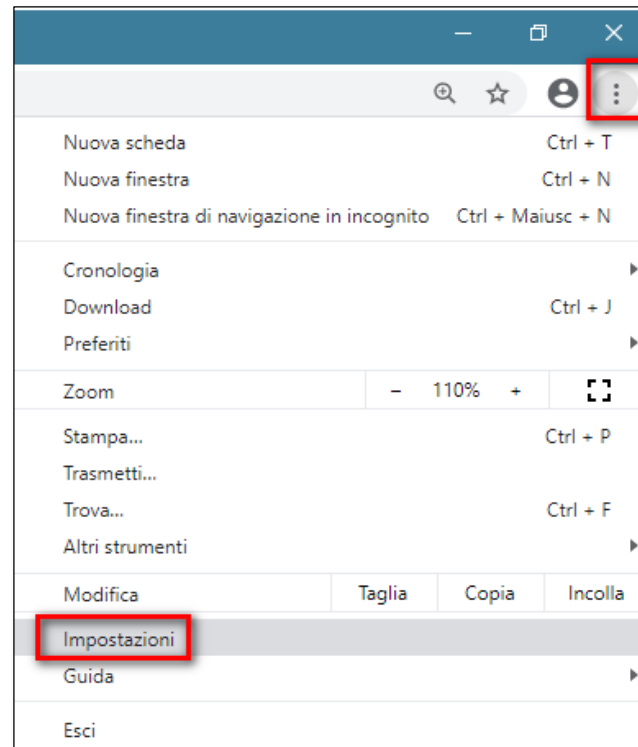 Nuova scheda Ctrl + T
Nuova finestra Ctrl + N
Nuova finestra di navigazione in incognito Ctrl + Maiusc + N
Cronologia
Download Ctrl + J
Preferiti
Zoom − 110% +
Stampa... Ctrl + P
Trasmetti...
Trova... Ctrl + F
Altri strumenti
Modifica Taglia Copia Incolla
Impostazioni
Guida
Esci